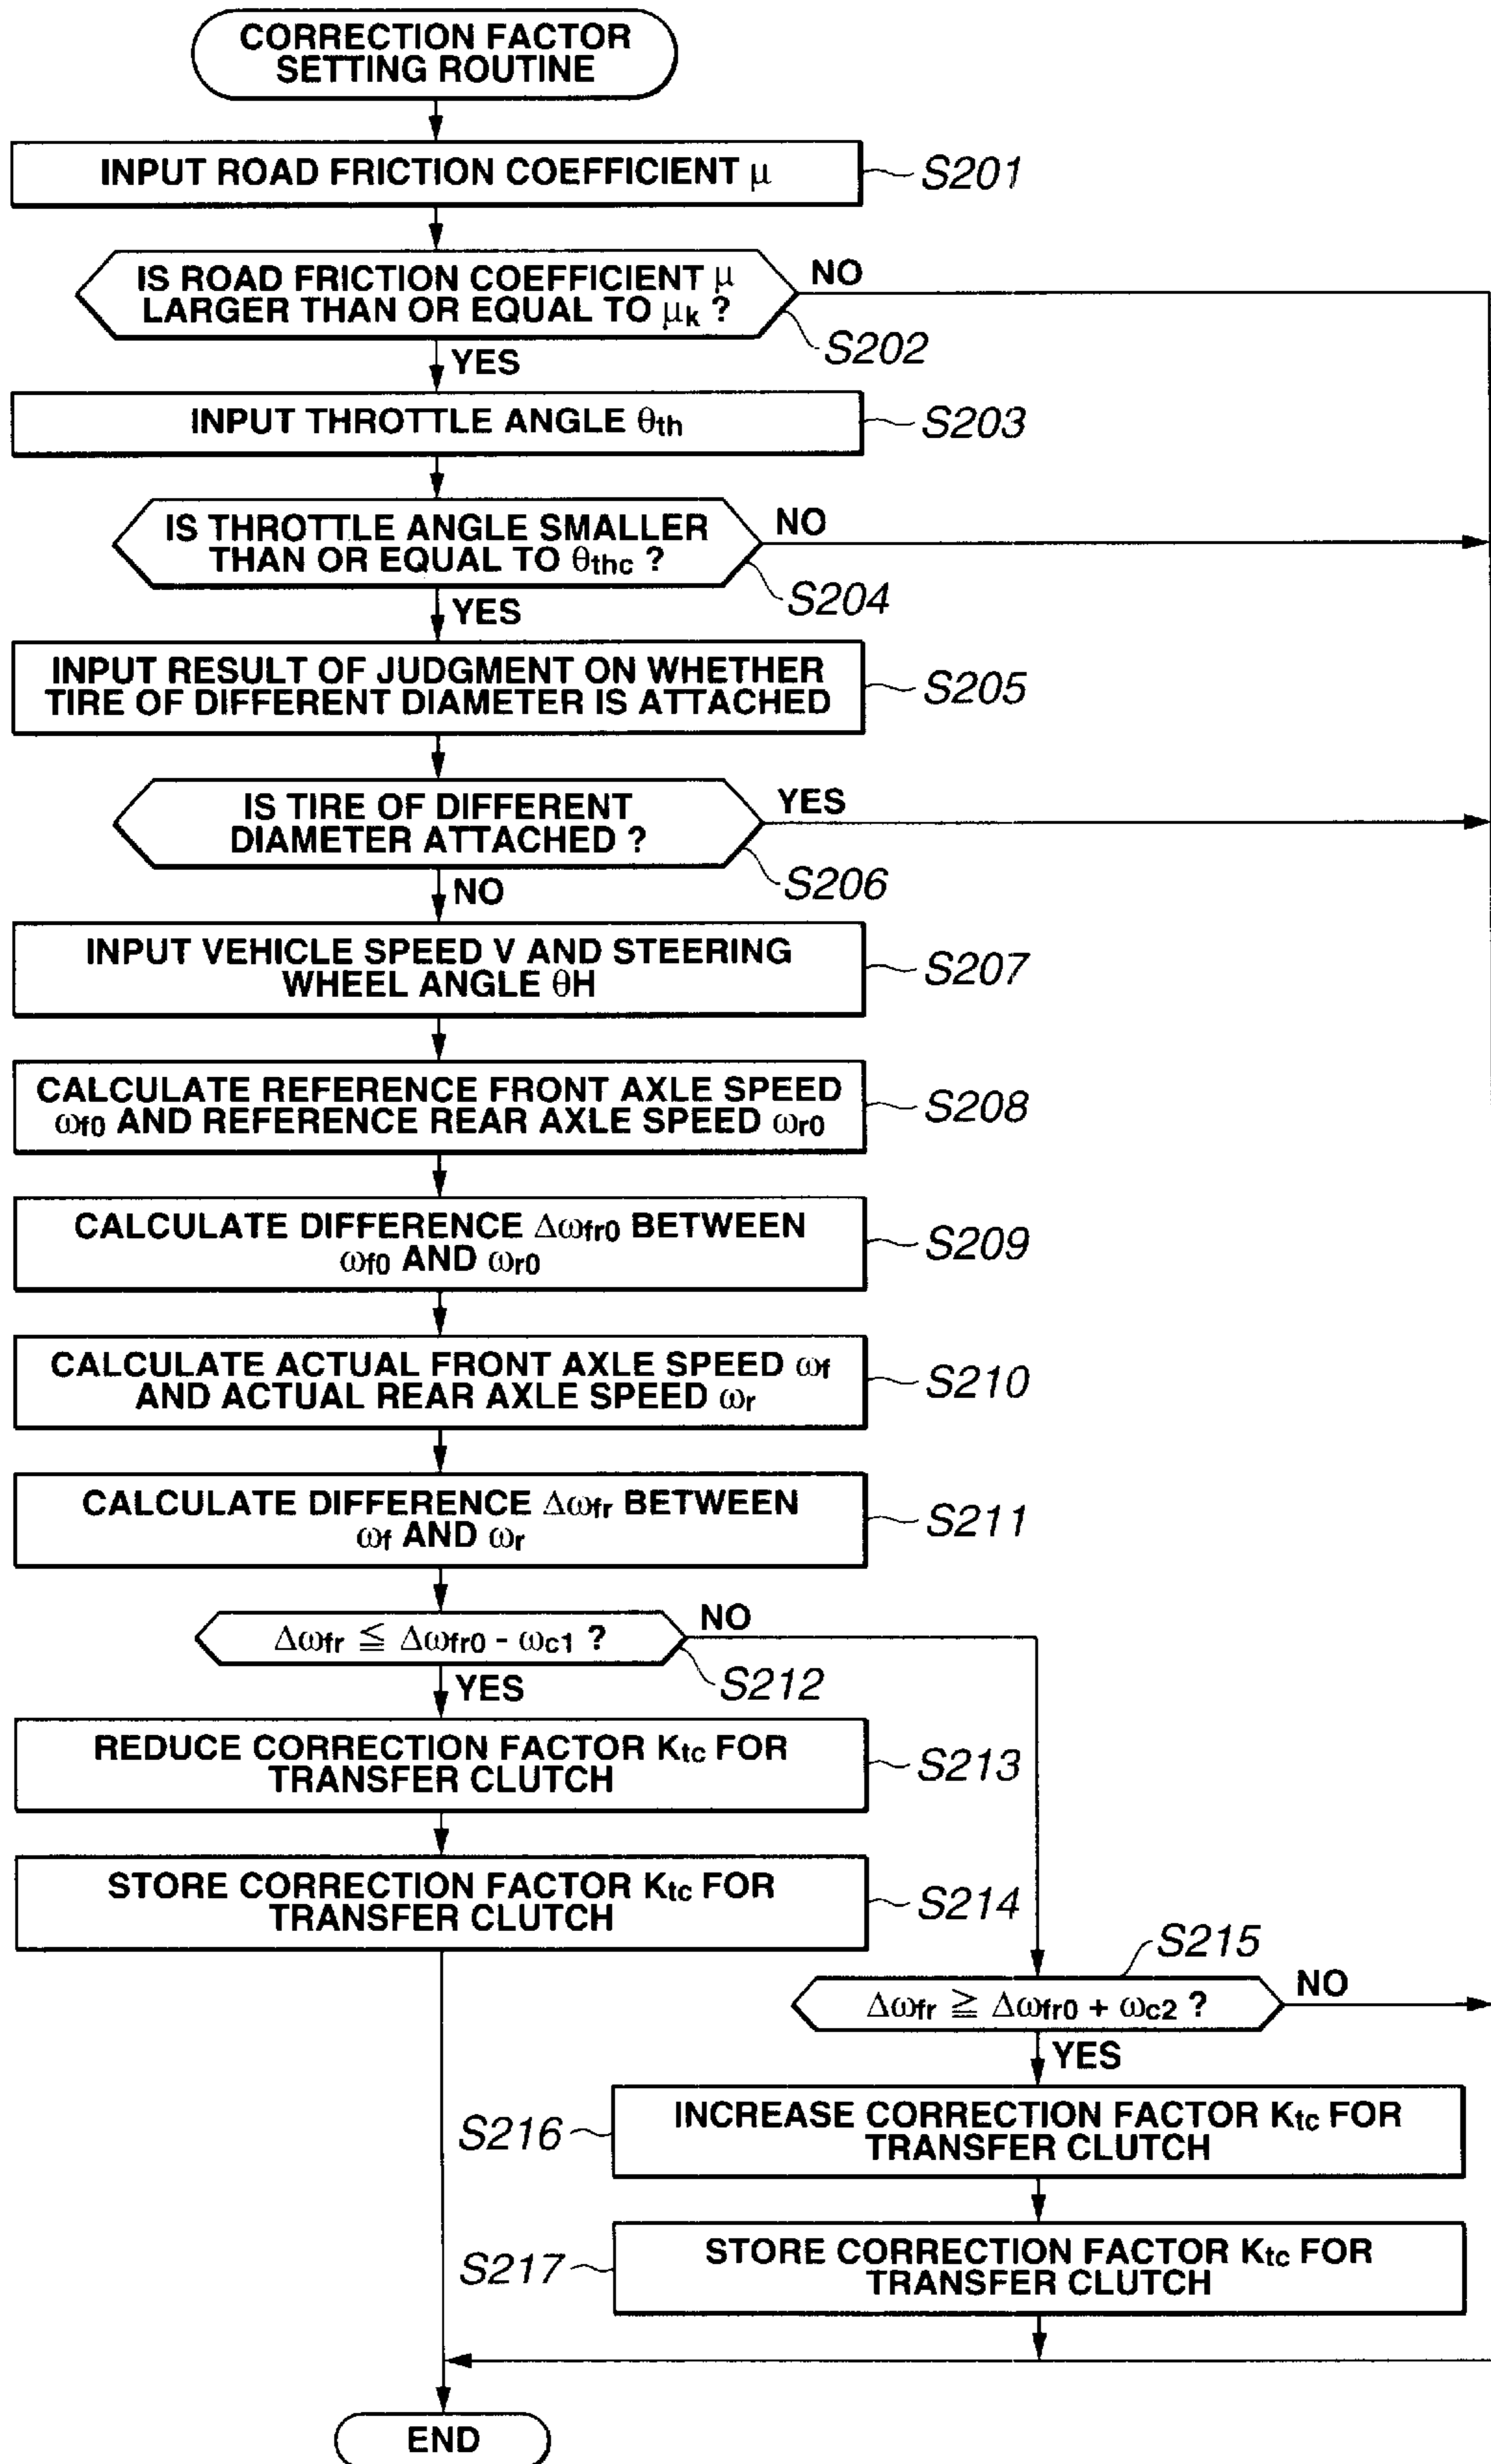 CORRECTION FACTOR
SETTING ROUTINE
INPUT ROAD FRICTION COEFFICIENT μ
S201
IS ROAD FRICTION COEFFICIENT μ
LARGER THAN OR EQUAL TO μk ?
NO
S202
YES
INPUT THROTTLE ANGLE θth
S203
IS THROTTLE ANGLE SMALLER
THAN OR EQUAL TO θthc ?
NO
S204
YES
INPUT RESULT OF JUDGMENT ON WHETHER
TIRE OF DIFFERENT DIAMETER IS ATTACHED
S205
IS TIRE OF DIFFERENT
DIAMETER ATTACHED ?
YES
S206
NO
INPUT VEHICLE SPEED V AND STEERING
WHEEL ANGLE θH
S207
CALCULATE REFERENCE FRONT AXLE SPEED
ωf0 AND REFERENCE REAR AXLE SPEED ωr0
S208
CALCULATE DIFFERENCE Δωfr0 BETWEEN
ωf0 AND ωr0
S209
CALCULATE ACTUAL FRONT AXLE SPEED ωf
AND ACTUAL REAR AXLE SPEED ωr
S210
CALCULATE DIFFERENCE Δωfr BETWEEN
ωf AND ωr
S211
Δωfr ≦ Δωfr0 - ωc1 ?
NO
S212
YES
REDUCE CORRECTION FACTOR Ktc FOR
TRANSFER CLUTCH
S213
STORE CORRECTION FACTOR Ktc FOR
TRANSFER CLUTCH
S214
S215
Δωfr ≧ Δωfr0 + ωc2 ?
NO
YES
INCREASE CORRECTION FACTOR Ktc FOR
TRANSFER CLUTCH
S216
STORE CORRECTION FACTOR Ktc FOR
TRANSFER CLUTCH
S217
END